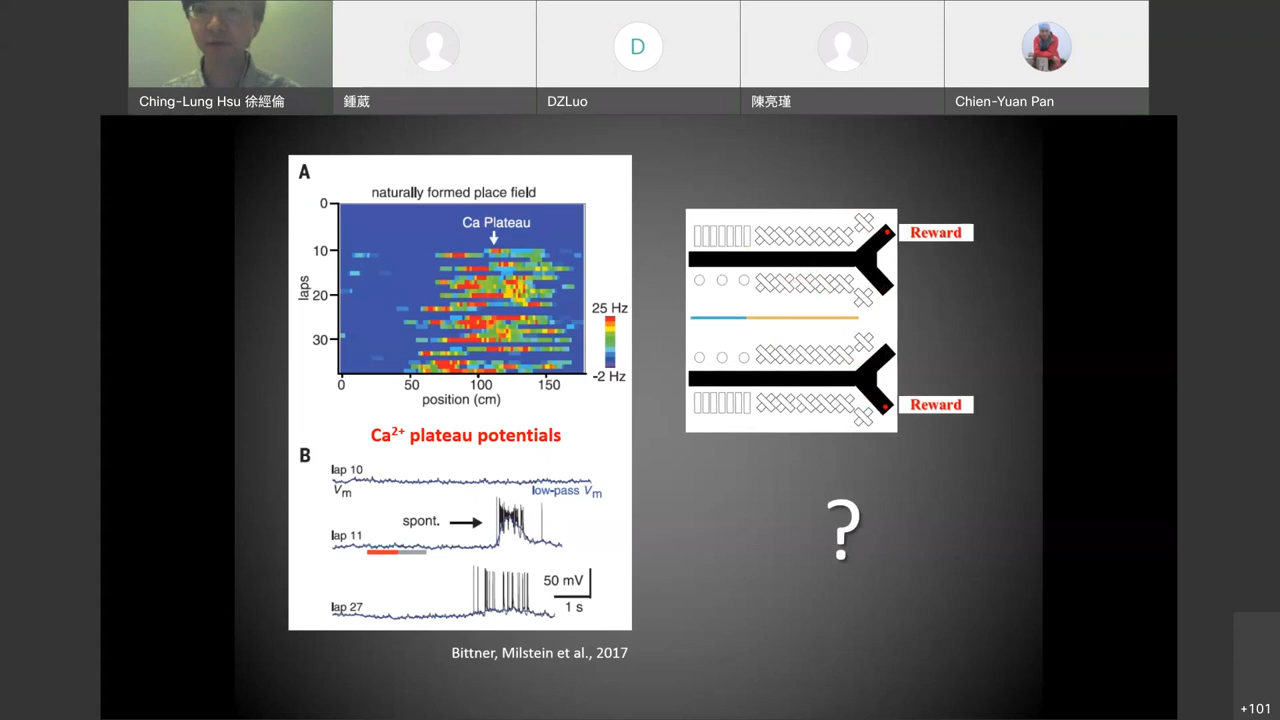 Ching-Lung Hsu 徐經倫
鍾葳
D
DZLuo
陳亮瑾
Chien-Yuan Pan
A
naturally formed place field
Ca Plateau
laps
0
10
20
30
0
50
100
150
position (cm)
25 Hz
-2 Hz
Ca2+ plateau potentials
B
lap 10
Vm
low-pass Vm
spont.
lap 11
50 mV
1 s
lap 27
Bittner, Milstein et al., 2017
Reward
Reward
?
+101